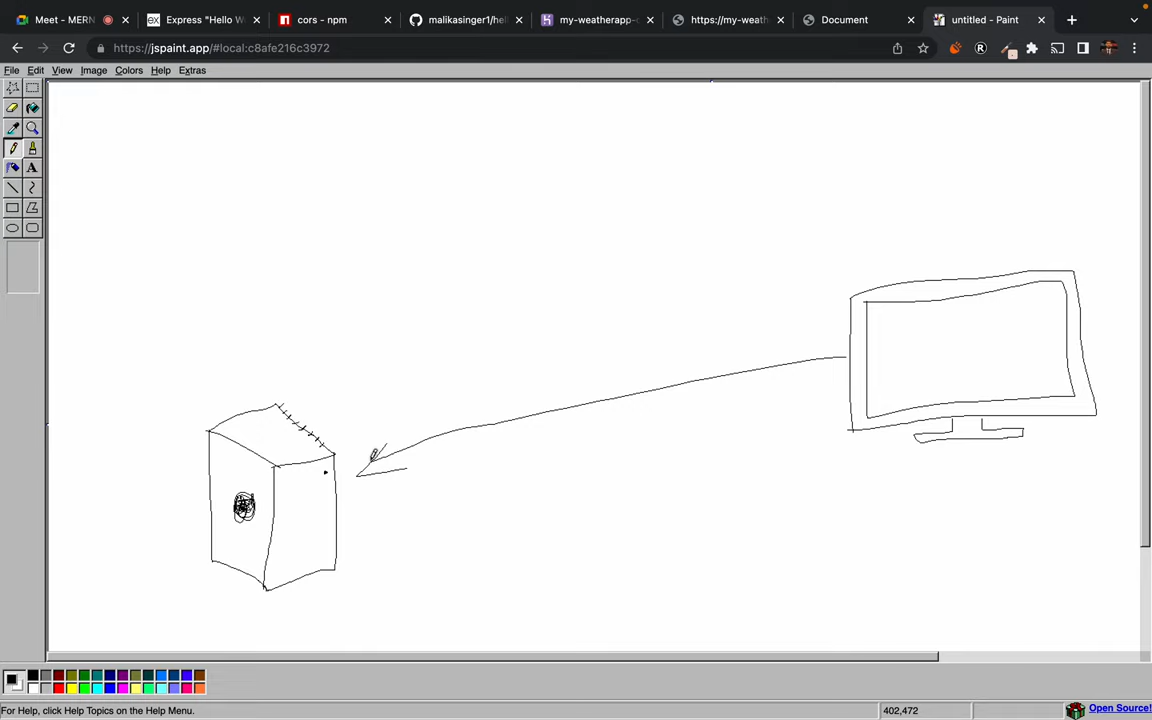 Meet - MERN
Express "Hello W
cors - npm
malikasinger1/hel
my-weatherapp-c
https://my-weath
Document
untitled - Paint
https://jspaint.app/#local:c8afe216c3972
File Edit View Image Colors Help Extras
For Help, click Help Topics on the Help Menu.
402,472
Open Source!